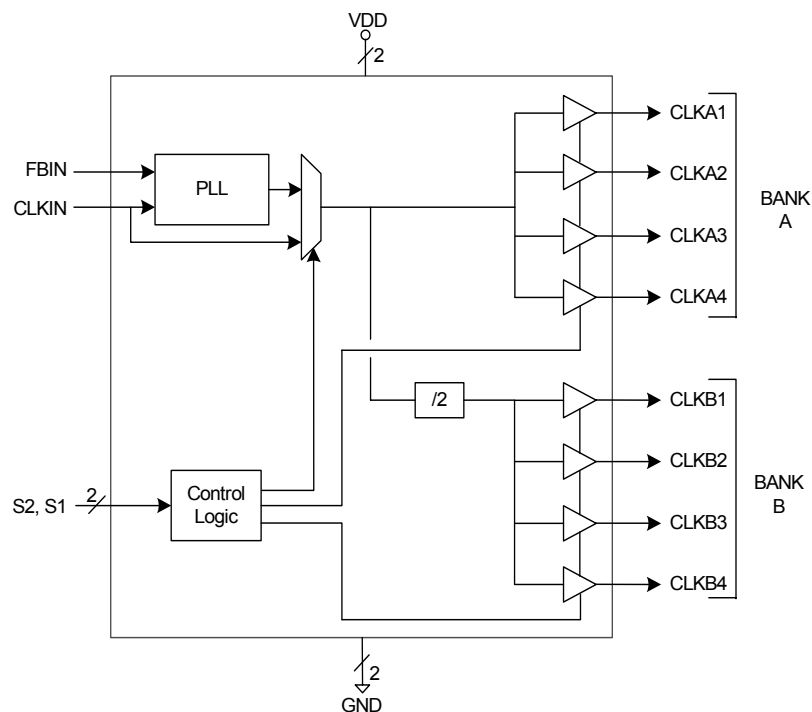 VDD
2
FBIN
PLL
CLKIN
CLKA1
CLKA2
CLKA3
CLKA4
BANK
A
/2
CLKB1
CLKB2
CLKB3
CLKB4
BANK
B
S2, S1
2
Control
Logic
2
GND